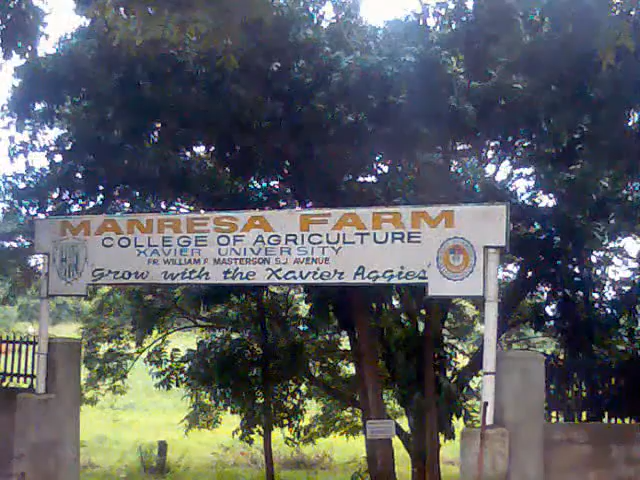 MANRESA FARM
COLLEGE OF AGRICULTURE
XAVIER UNIVERSITY
FR. WILLIAM F. MASTERSON, S.J. AVENUE
"Grow with the Xavier Aggies"